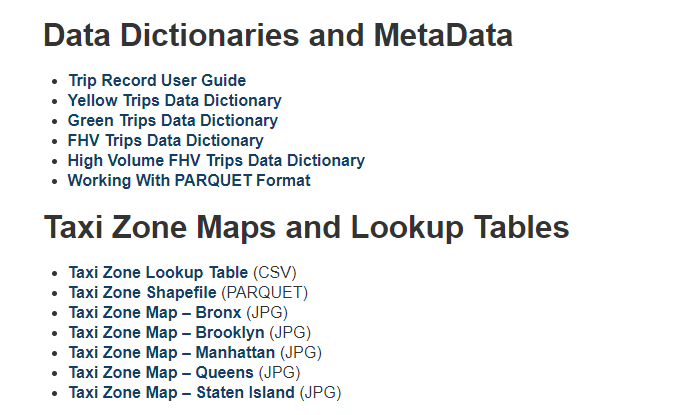 Data Dictionaries and MetaData
Trip Record User Guide
Yellow Trips Data Dictionary
Green Trips Data Dictionary
FHV Trips Data Dictionary
High Volume FHV Trips Data Dictionary
Working With PARQUET Format
Taxi Zone Maps and Lookup Tables
Taxi Zone Lookup Table (CSV)
Taxi Zone Shapefile (PARQUET)
Taxi Zone Map – Bronx (JPG)
Taxi Zone Map – Brooklyn (JPG)
Taxi Zone Map – Manhattan (JPG)
Taxi Zone Map – Queens (JPG)
Taxi Zone Map – Staten Island (JPG)